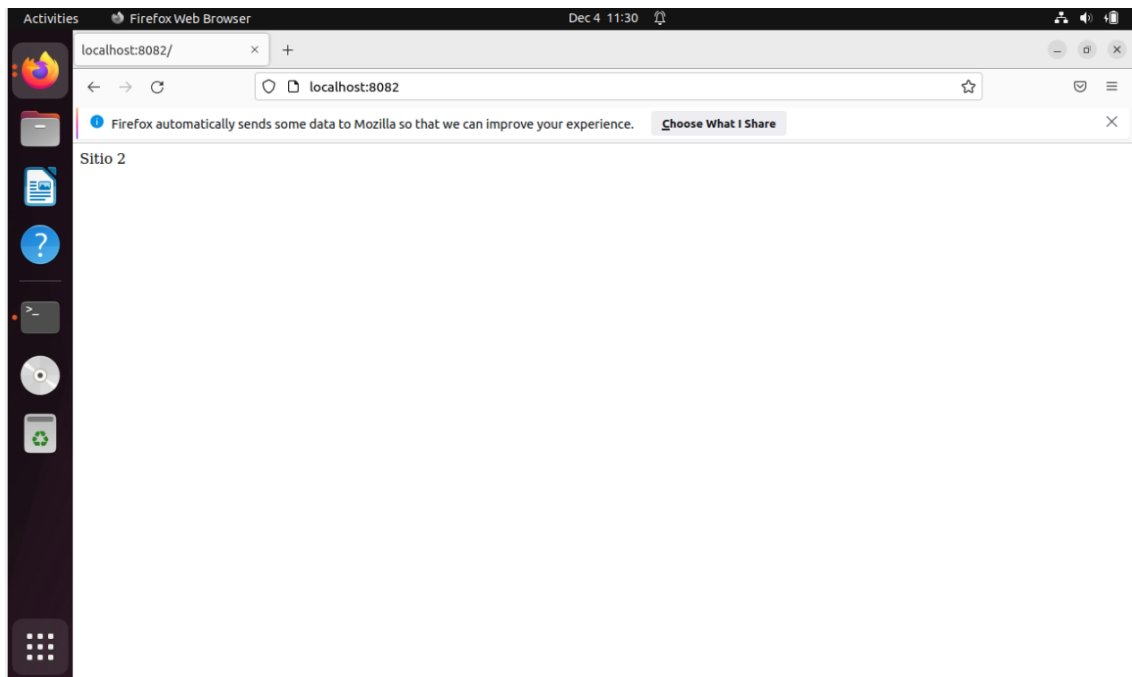 Activities Firefox Web Browser Dec 4 11:30
localhost:8082/
localhost:8082
Firefox automatically sends some data to Mozilla so that we can improve your experience. Choose What I Share
Sitio 2